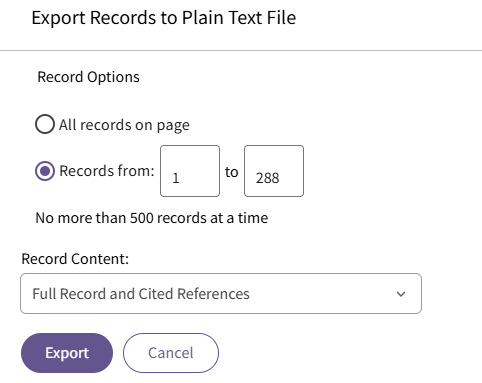 Export Records to Plain Text File
Record Options
All records on page
Records from: 1 to 288
No more than 500 records at a time
Record Content:
Full Record and Cited References
Export Cancel